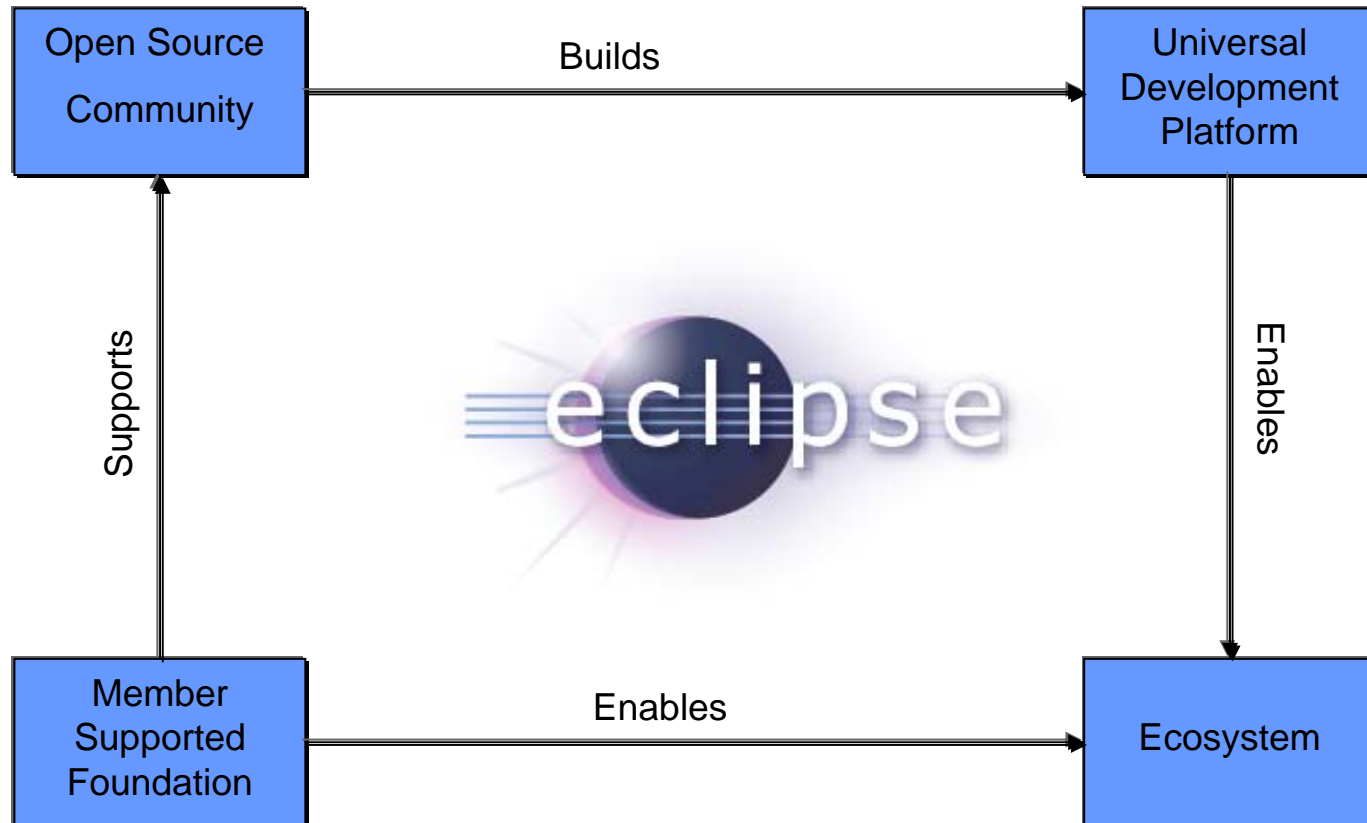 Open Source
Community
Builds
Universal
Development
Platform
Supports
eclipse
Enables
Member
Supported
Foundation
Enables
Ecosystem